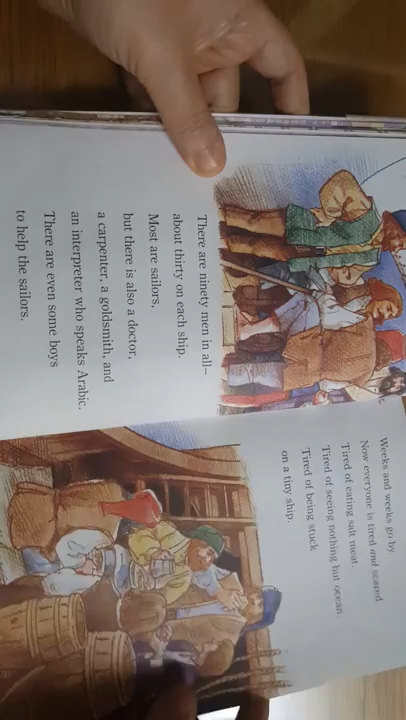 There are ninety men in all—
about thirty on each ship.
Most are sailors,
but there is also a doctor,
a carpenter, a goldsmith, and
an interpreter who speaks Arabic.
There are even some boys
to help the sailors.
Weeks and weeks go by.
Now everyone is tired and scared
Tired of eating salt meat.
Tired of seeing nothing but ocean
Tired of being stuck
on a tiny ship.